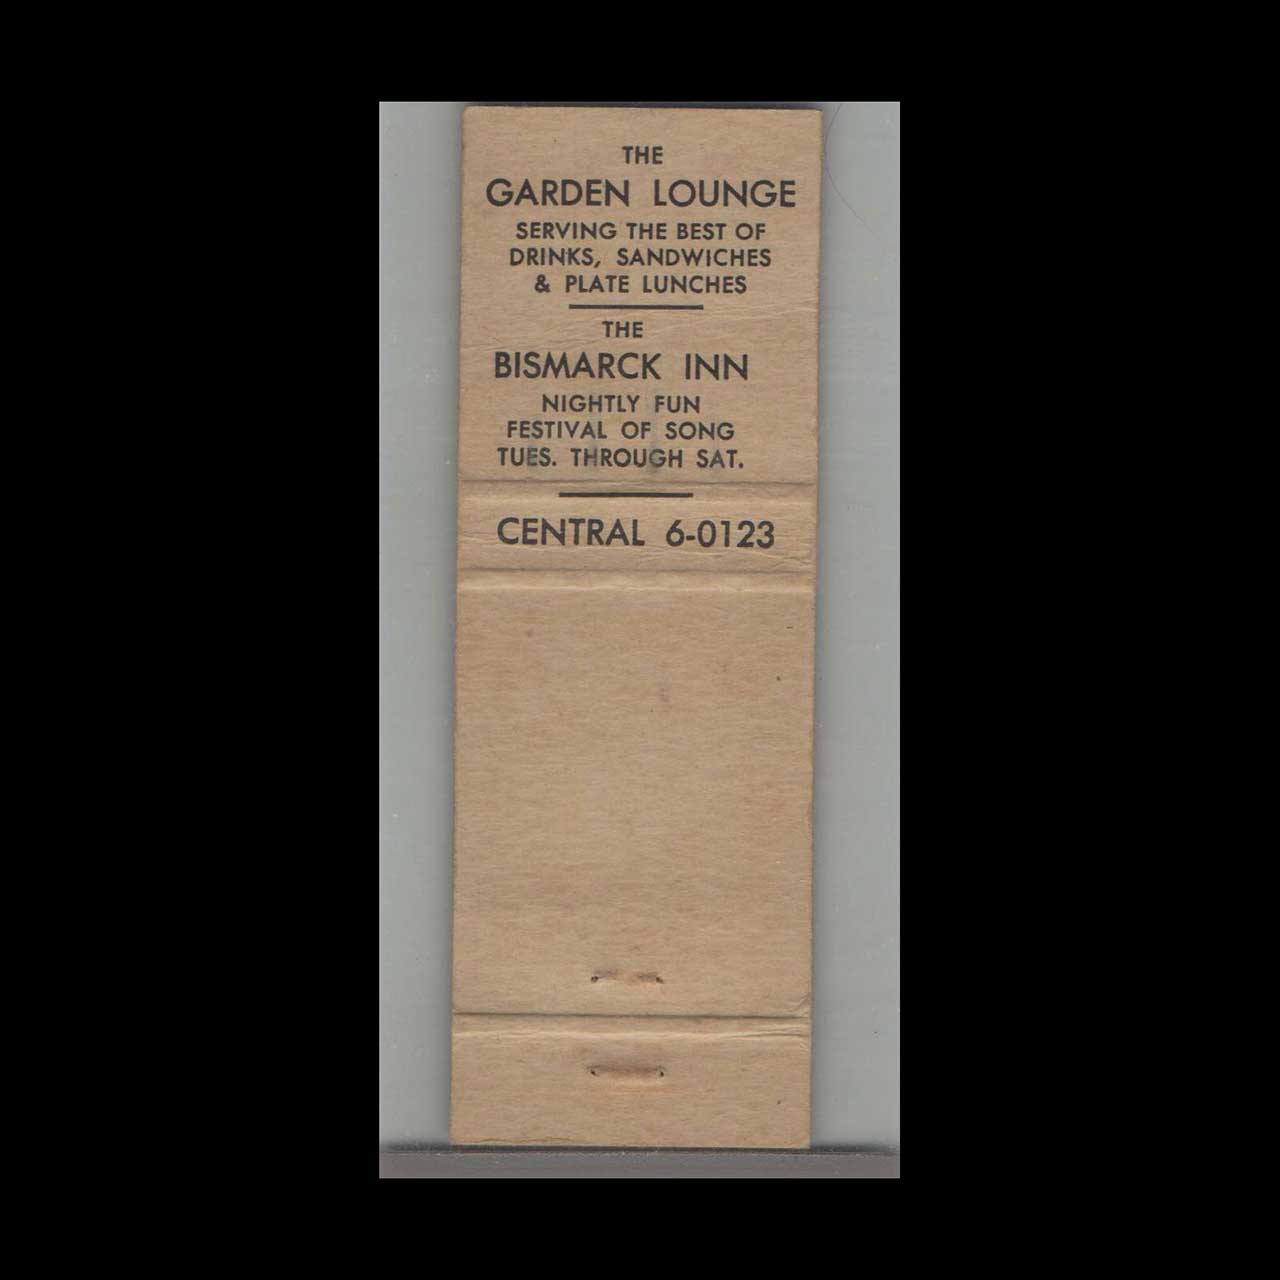 THE
GARDEN LOUNGE
SERVING THE BEST OF
DRINKS, SANDWICHES
& PLATE LUNCHES
THE
BISMARCK INN
NIGHTLY FUN
FESTIVAL OF SONG
TUES. THROUGH SAT.
CENTRAL 6-0123